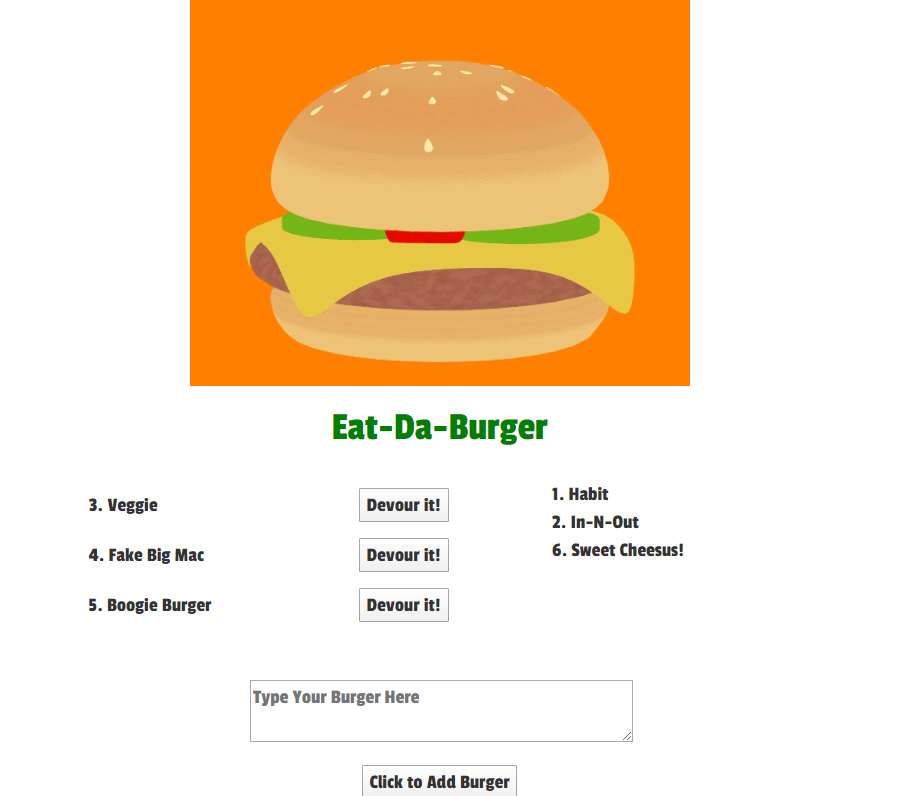 Eat-Da-Burger
3. Veggie
Devour it!
4. Fake Big Mac
Devour it!
5. Boogie Burger
Devour it!
1. Habit
2. In-N-Out
6. Sweet Cheesus!
Type Your Burger Here
Click to Add Burger